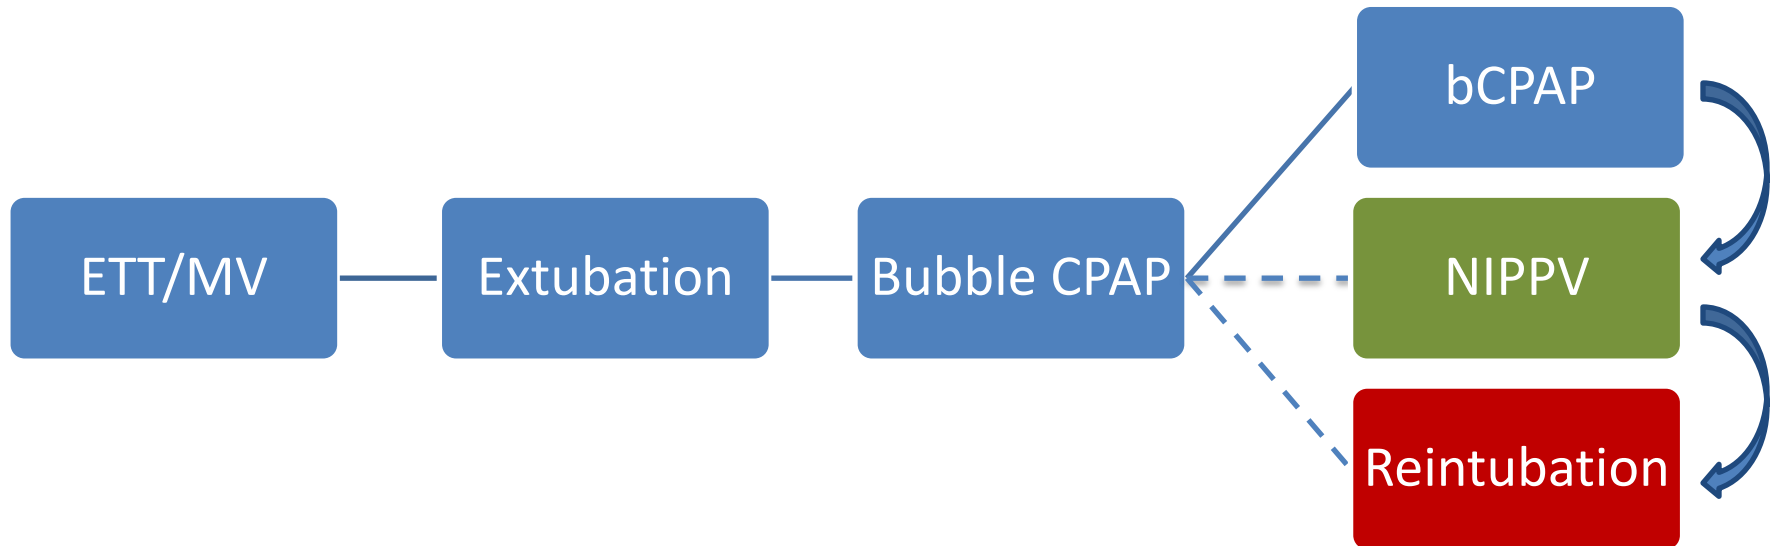 ETT/MV
Extubation
Bubble CPAP
bCPAP
NIPPV
Reintubation